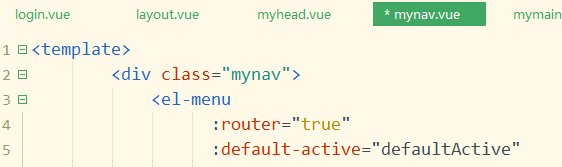 login.vue layout.vue myhead.vue * mynav.vue mymain
1 <template>
2 <div class="mynav">
3 <el-menu
4 :router="true"
5 :default-active="defaultActive"